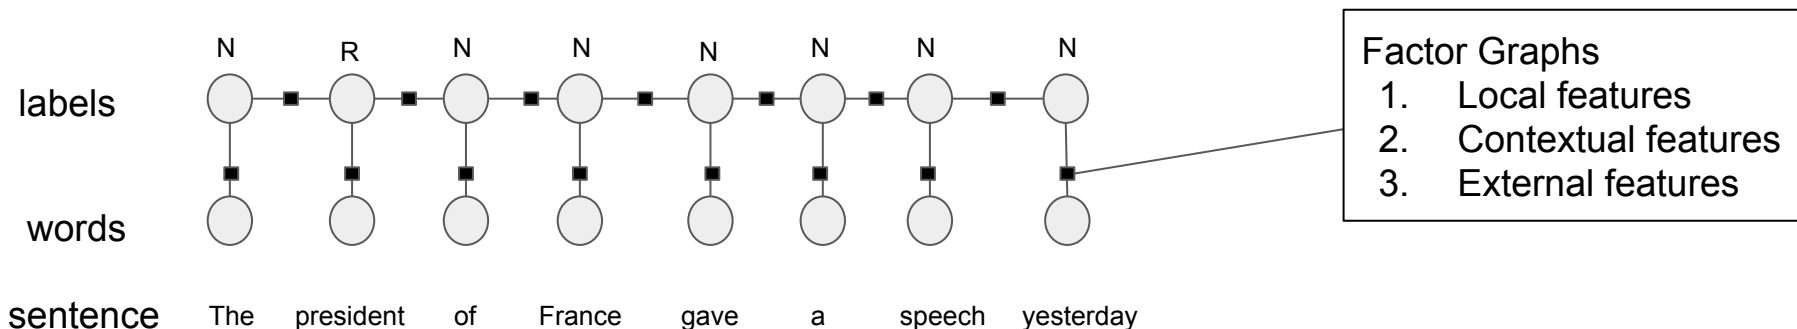 N R N N N N N N
labels
words
sentence The president of France gave a speech yesterday
Factor Graphs
1. Local features
2. Contextual features
3. External features